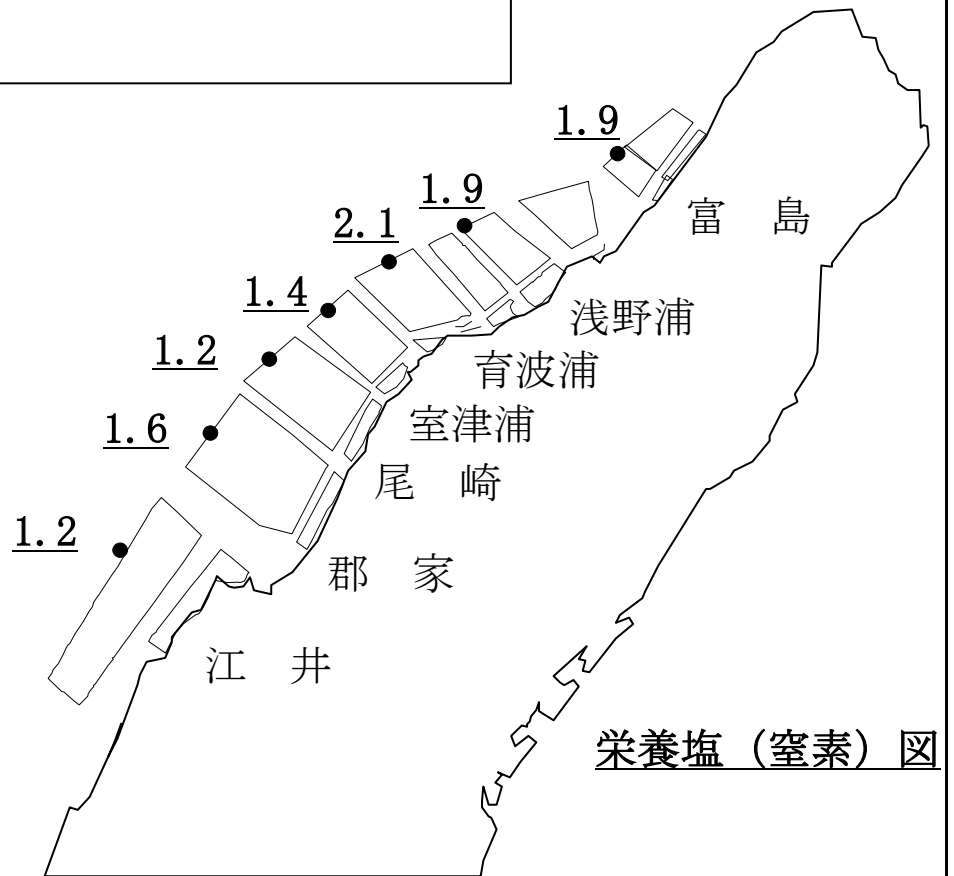 1.9
1.9
富　島
2.1
1.4
浅野浦
1.2
育波浦
1.6
室津浦
尾　崎
1.2
郡　家
江　井
栄養塩（窒素）図